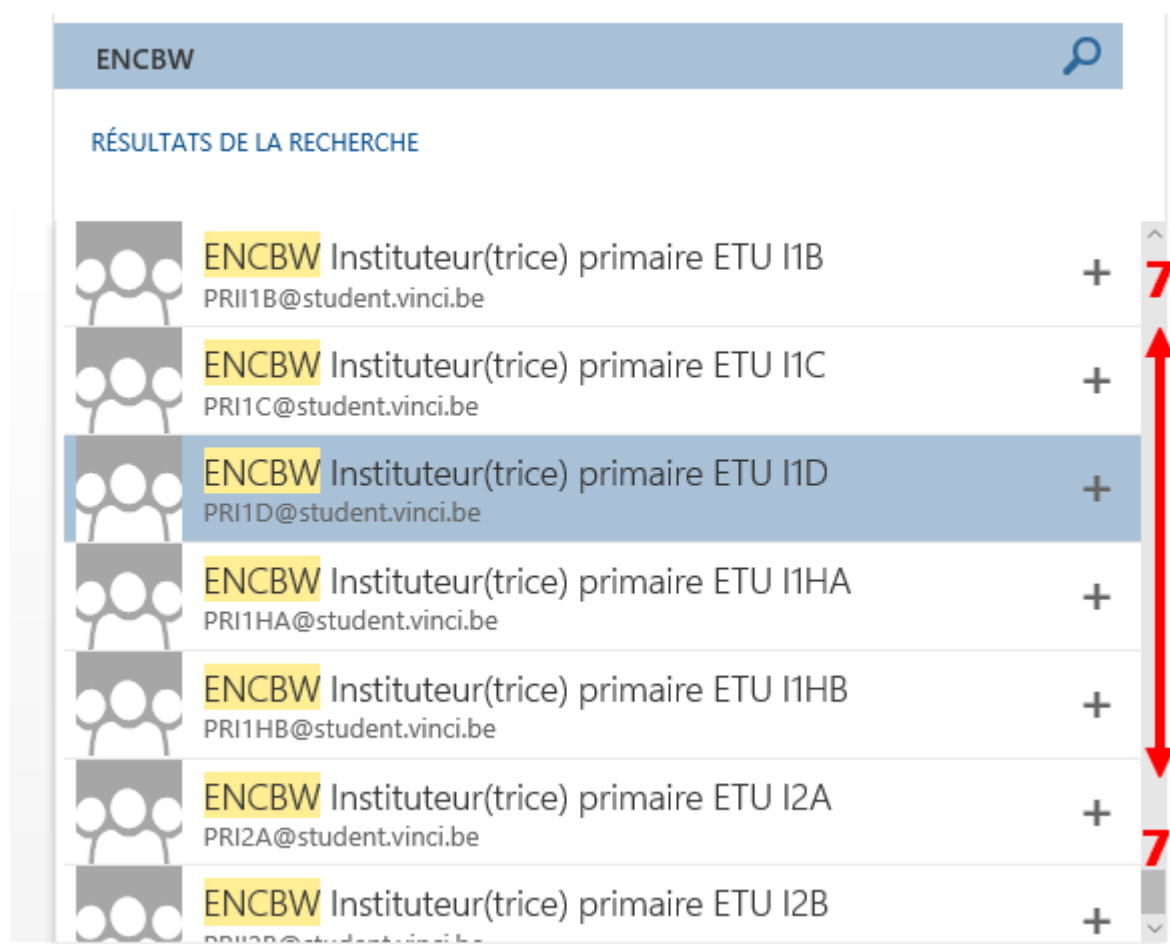 ENCBW
RÉSULTATS DE LA RECHERCHE
ENCBW Instituteur(trice) primaire ETU I1B
PRII1B@student.vinci.be
7
ENCBW Instituteur(trice) primaire ETU I1C
PRI1C@student.vinci.be
ENCBW Instituteur(trice) primaire ETU I1D
PRI1D@student.vinci.be
ENCBW Instituteur(trice) primaire ETU I1HA
PRI1HA@student.vinci.be
ENCBW Instituteur(trice) primaire ETU I1HB
PRI1HB@student.vinci.be
ENCBW Instituteur(trice) primaire ETU I2A
PRI2A@student.vinci.be
7
ENCBW Instituteur(trice) primaire ETU I2B